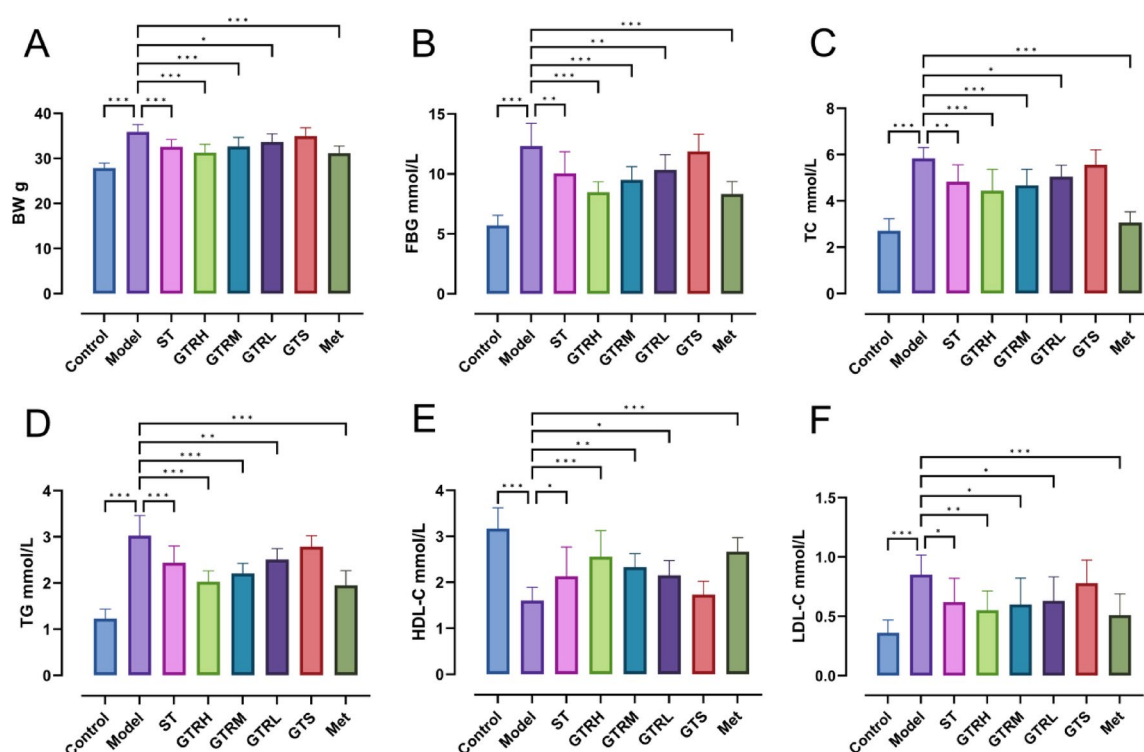 A
* * *
*
* * *
* * *
* * * * * *
BW g
40
30
20
10
0
Control Model ST GTRH GTRM GTRL GTS Met
B
* * *
* *
* * *
* * *
* * * * *
FBG mmol/L
15
10
5
0
Control Model ST GTRH GTRM GTRL GTS Met
C
* * *
*
* * *
* * *
* * * * *
TC mmol/L
8
6
4
2
0
Control Model ST GTRH GTRM GTRL GTS Met
D
* * *
* *
* * *
* * *
* * * * * *
TG mmol/L
4
3
2
1
0
Control Model ST GTRH GTRM GTRL GTS Met
E
* * *
*
* *
* * *
* * * *
HDL-C mmol/L
4
3
2
1
0
Control Model ST GTRH GTRM GTRL GTS Met
F
* * *
*
*
* *
* * * *
LDL-C mmol/L
1.5
1.0
0.5
0.0
Control Model ST GTRH GTRM GTRL GTS Met